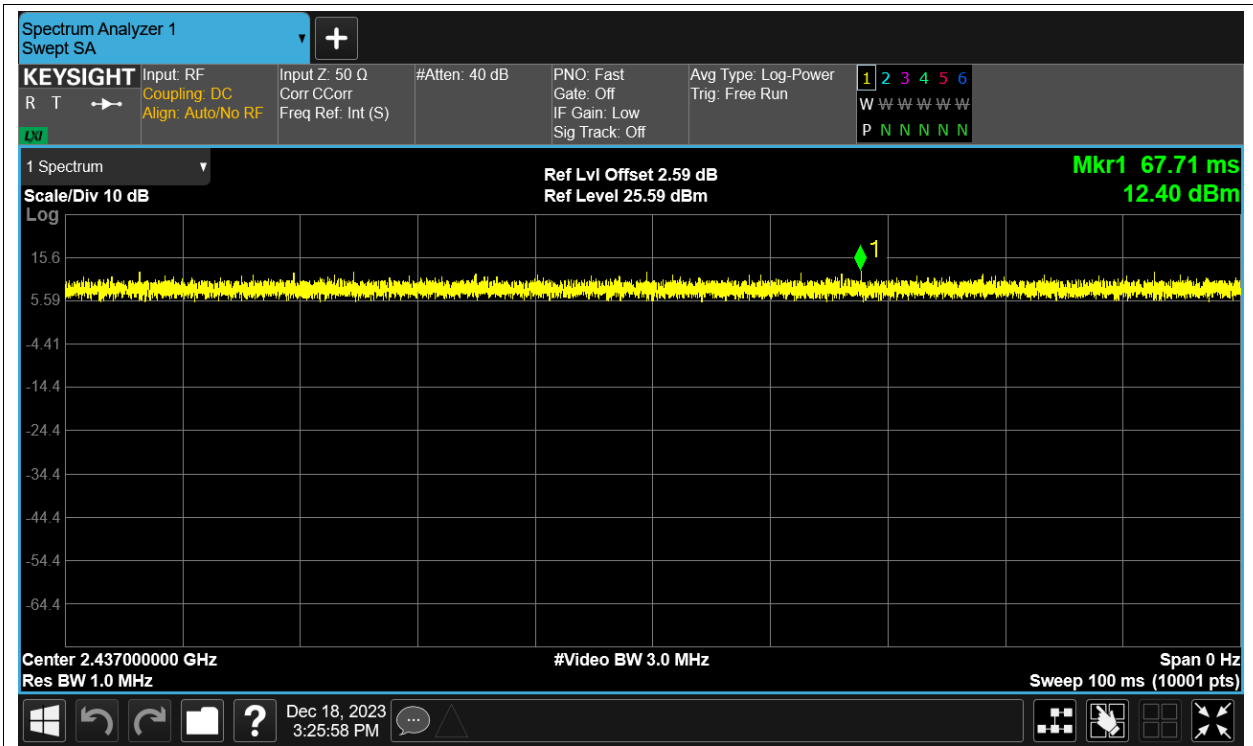 Spectrum Analyzer 1
Swept SA
KEYSIGHT
R T
LXI
Input: RF
Coupling: DC
Align: Auto/No RF
Input Z: 50 Ω
Corr CCorr
Freq Ref: Int (S)
#Atten: 40 dB
PNO: Fast
Gate: Off
IF Gain: Low
Sig Track: Off
Avg Type: Log-Power
Trig: Free Run
1 2 3 4 5 6
W W W W W W
P N N N N N
1 Spectrum
Scale/Div 10 dB
Ref Lvl Offset 2.59 dB
Ref Level 25.59 dBm
Mkr1 67.71 ms
12.40 dBm
Log
1
15.6
5.59
-4.41
-14.4
-24.4
-34.4
-44.4
-54.4
-64.4
Center 2.437000000 GHz
#Video BW 3.0 MHz
Span 0 Hz
Res BW 1.0 MHz
Sweep 100 ms (10001 pts)
?
Dec 18, 2023
3:25:58 PM